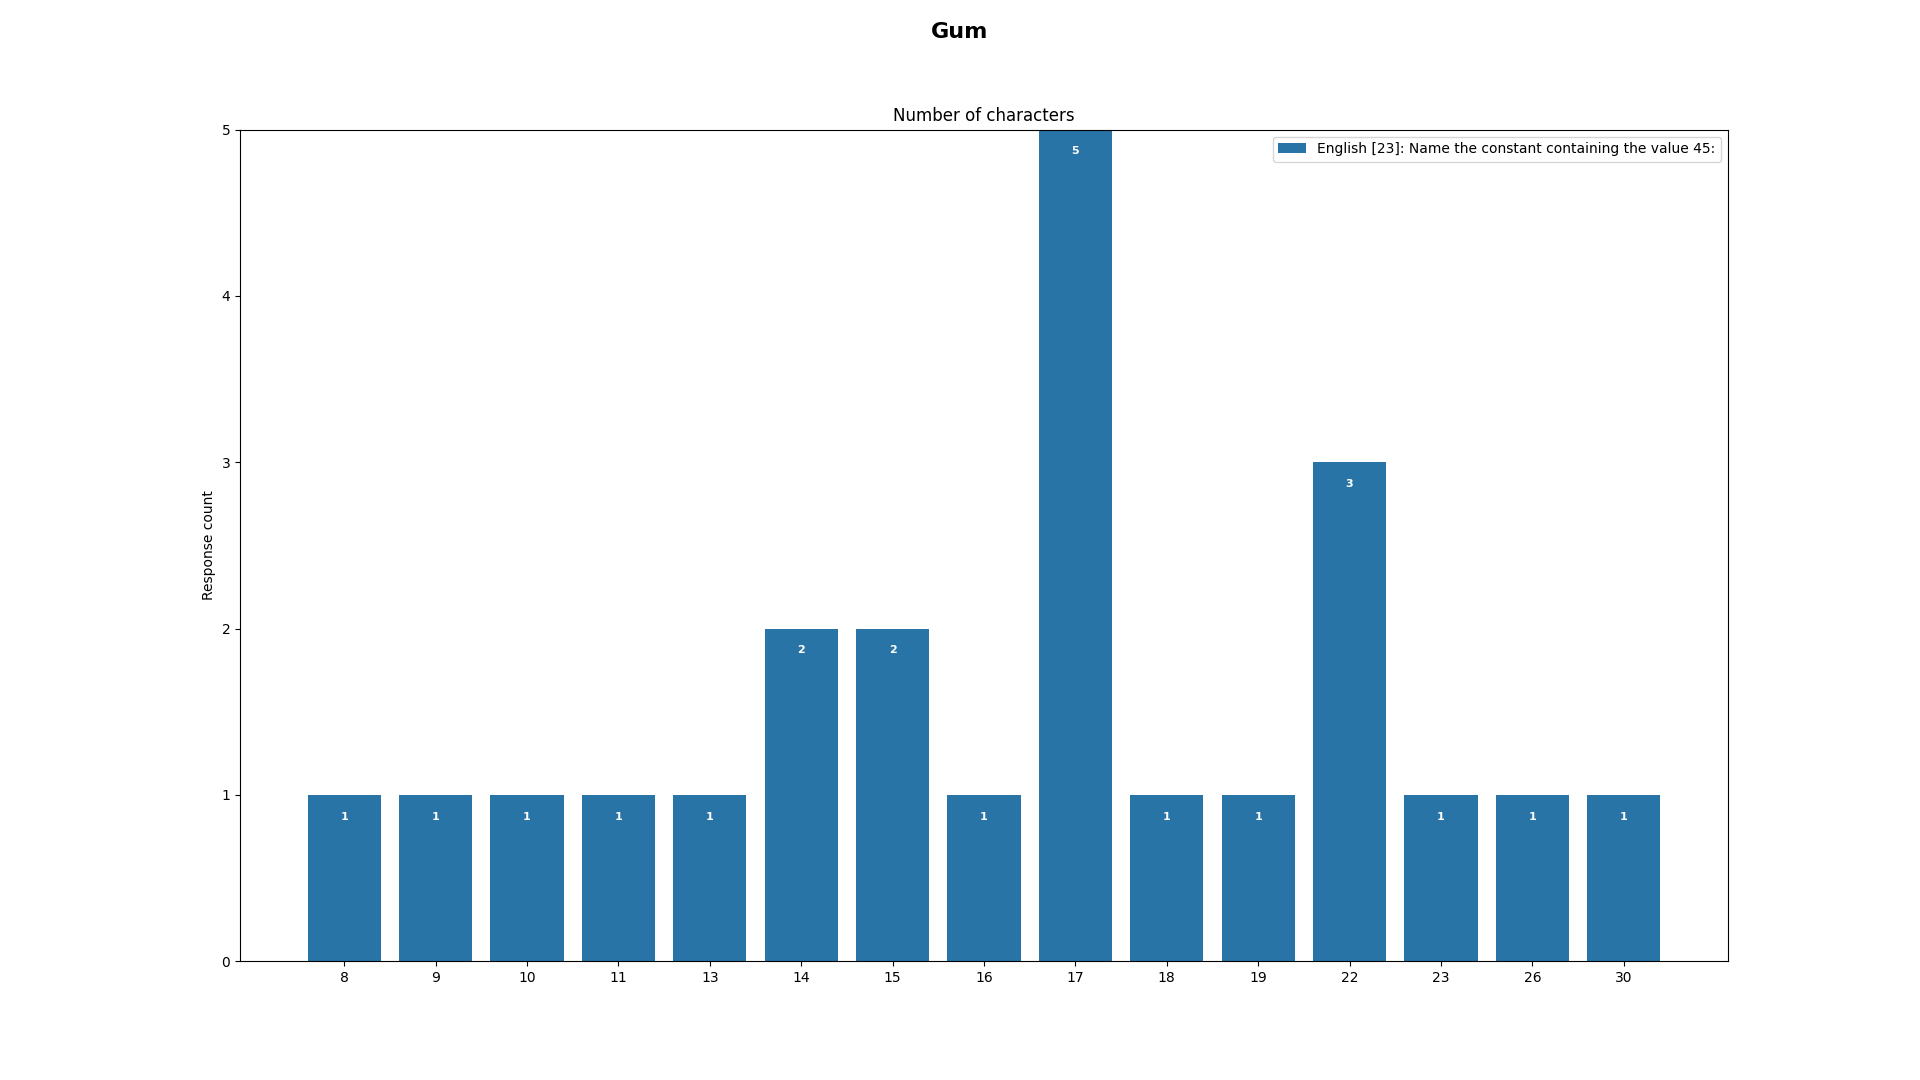 Gum
Number of characters
English [23]: Name the constant containing the value 45:
Response count
5
4
3
2
1
0
1 1 1 1 1 2 2 1 5 1 1 3 1 1 1
8 9 10 11 13 14 15 16 17 18 19 22 23 26 30